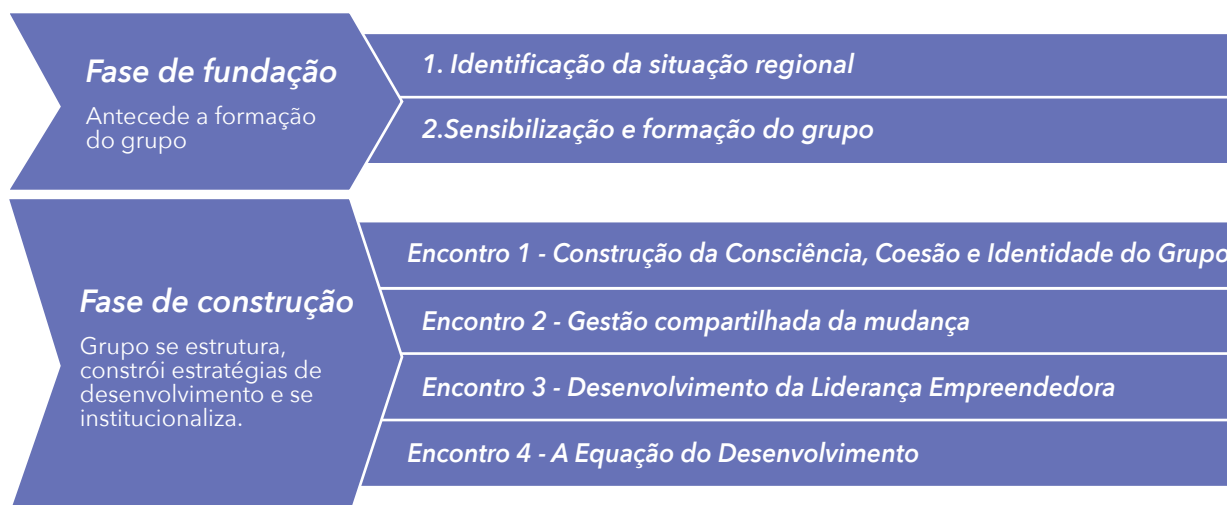 Fase de fundação
Antecede a formação
do grupo
1. Identificação da situação regional
2.Sensibilização e formação do grupo
Fase de construção
Grupo se estrutura,
constrói estratégias de
desenvolvimento e se
institucionaliza.
Encontro 1 - Construção da Consciência, Coesão e Identidade do Grupo
Encontro 2 - Gestão compartilhada da mudança
Encontro 3 - Desenvolvimento da Liderança Empreendedora
Encontro 4 - A Equação do Desenvolvimento